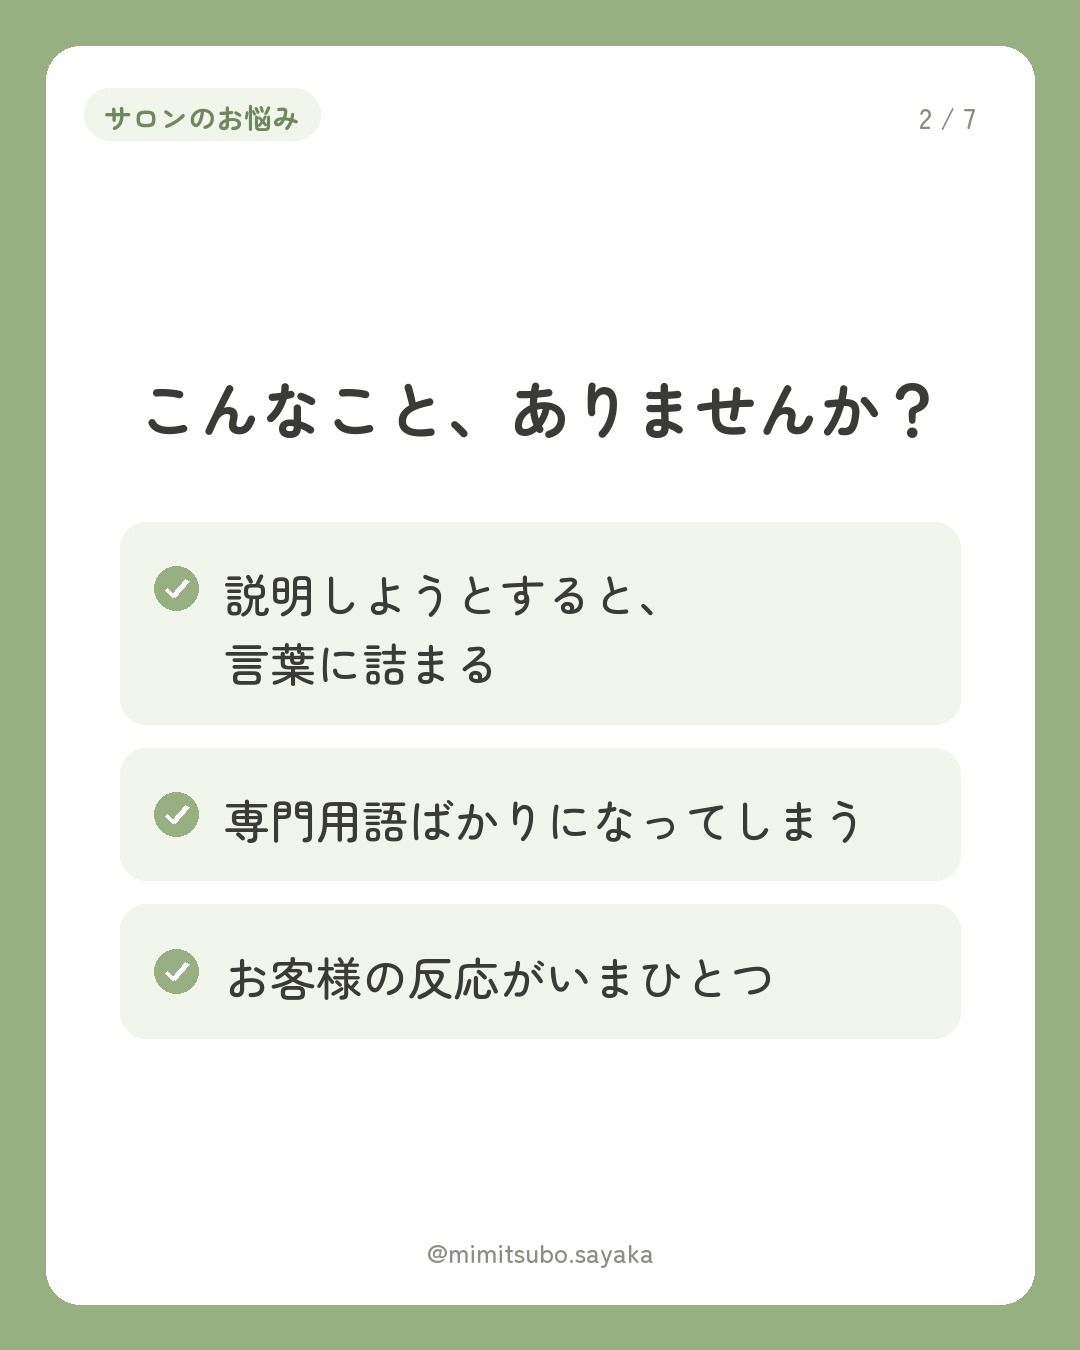 サロンのお悩み
2 / 7
こんなこと、ありませんか？
説明しようとすると、
言葉に詰まる
専門用語ばかりになってしまう
お客様の反応がいまひとつ
@mimitsubo.sayaka